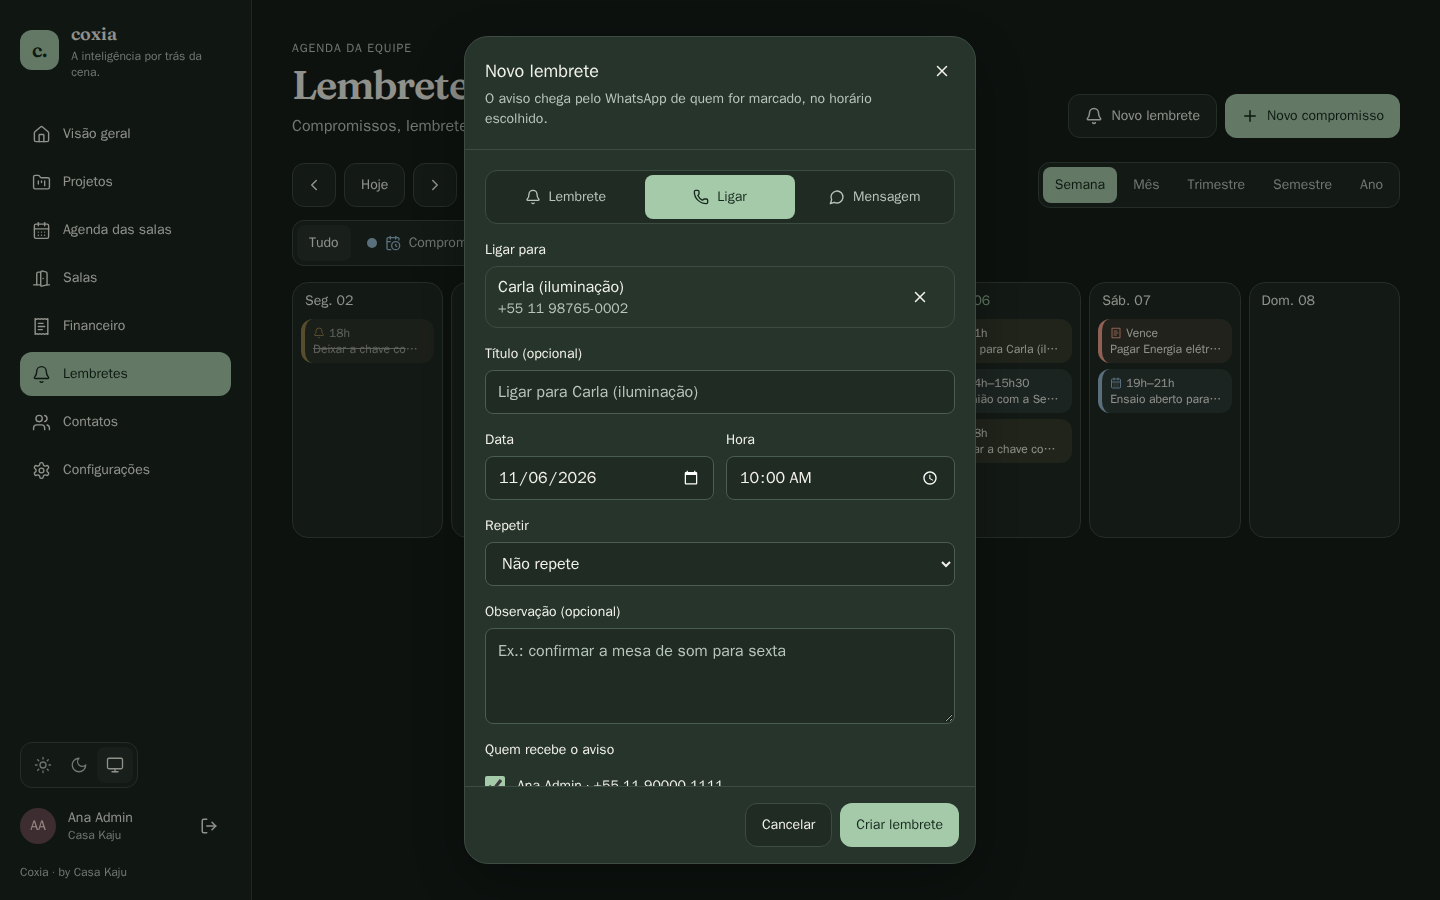 c.
coxia
A inteligência por trás da
cena.
Visão geral
Projetos
Agenda das salas
Salas
Financeiro
Lembretes
Contatos
Configurações
AA
Ana Admin
Casa Kaju
Coxia · by Casa Kaju
AGENDA DA EQUIPE
Lembrete
Compromissos, lembrete
Novo lembrete
Novo compromisso
Hoje
Semana
Mês
Trimestre
Semestre
Ano
Tudo
Comprom
Seg. 02
18h
Deixar a chave co...
06
1h
para Carla (il...
4h–15h30
ião com a Se...
8h
ar a chave co...
Sáb. 07
Vence
Pagar Energia elétr...
19h–21h
Ensaio aberto para...
Dom. 08
Novo lembrete
O aviso chega pelo WhatsApp de quem for marcado, no horário
escolhido.
Lembrete
Ligar
Mensagem
Ligar para
Carla (iluminação)
+55 11 98765-0002
Título (opcional)
Ligar para Carla (iluminação)
Data
Hora
11/06/2026
10:00 AM
Repetir
Não repete
Observação (opcional)
Ex.: confirmar a mesa de som para sexta
Quem recebe o aviso
Ana Admin · +55 11 90000 1111
Cancelar
Criar lembrete